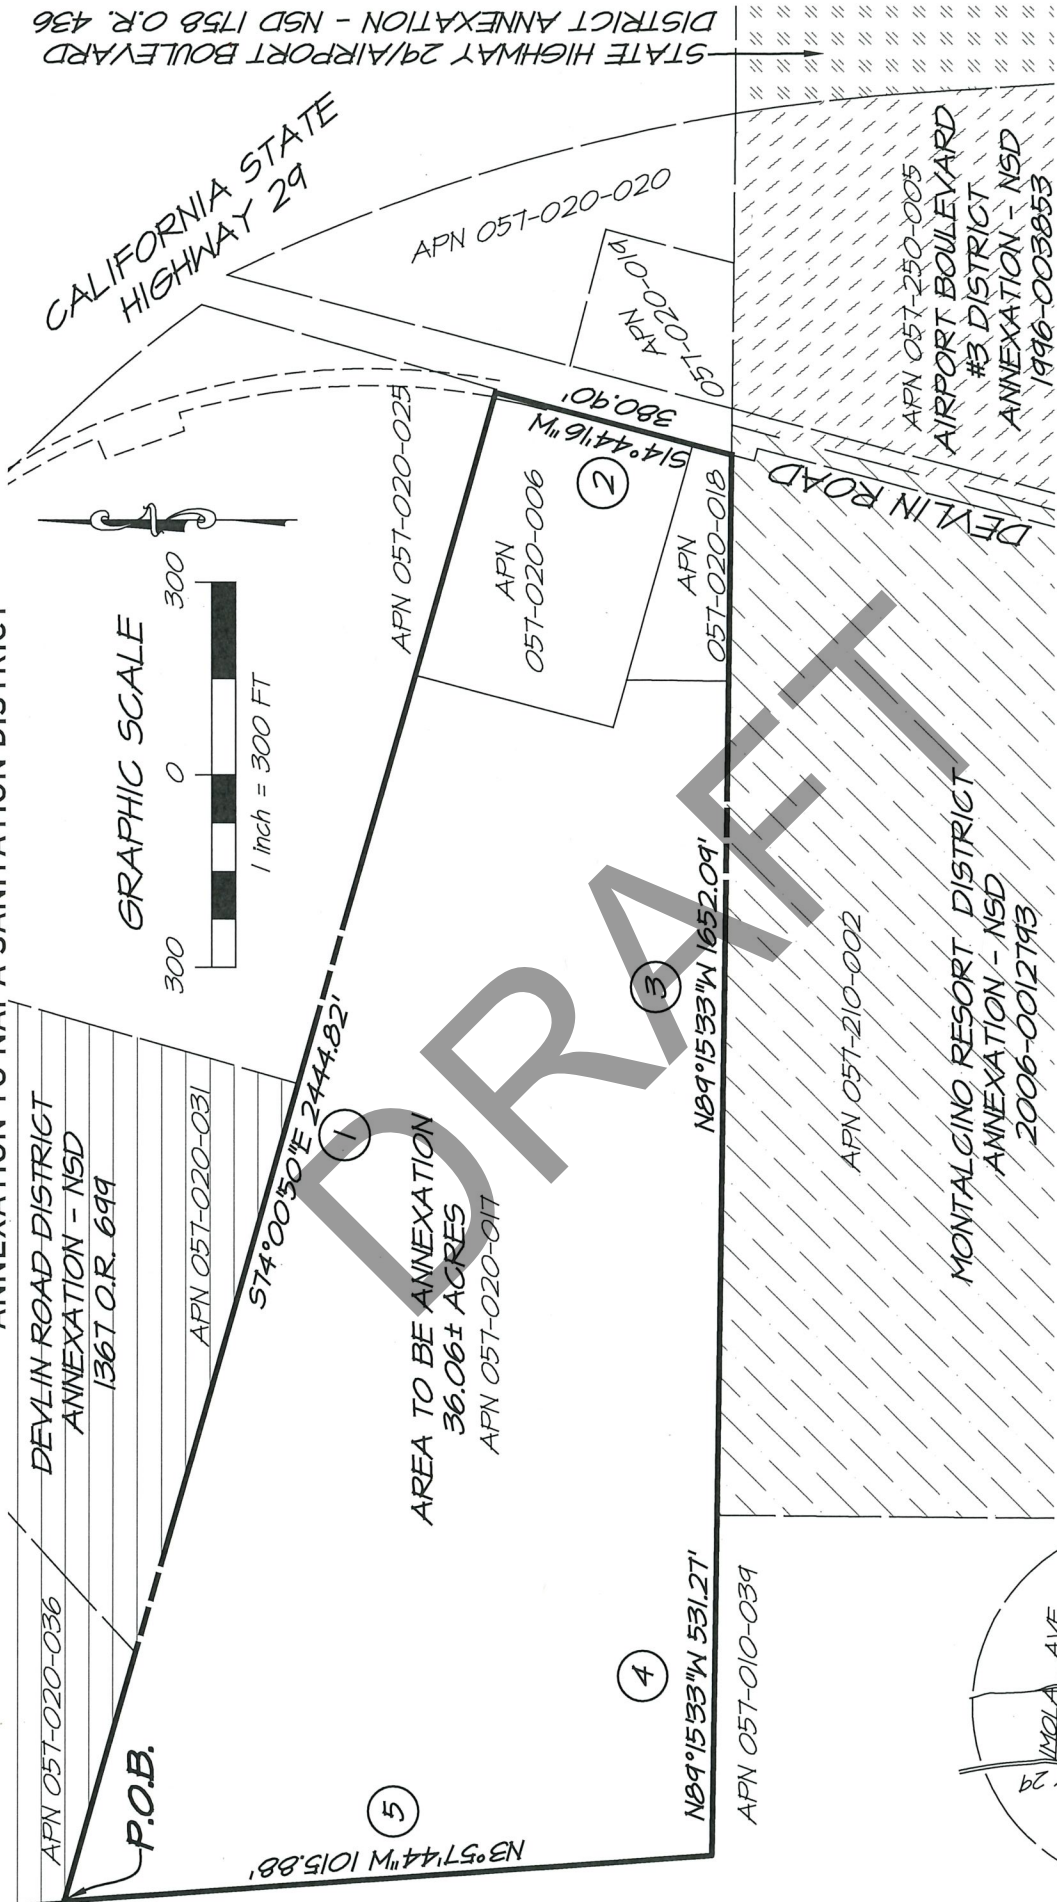 STATE HIGHWAY 29/AIRPORT BOULEVARD
DISTRICT ANNEXATION - NSD 1758 O.R. 436
CALIFORNIA STATE
HIGHWAY 29
APN 057-020-020
APN
057-020-019
APN 057-250-005
AIRPORT BOULEVARD
#3 DISTRICT
ANNEXATION - NSD
1996-003853
DEVLIN ROAD
GRAPHIC SCALE
300
0
300
1 inch = 300 FT
APN 057-020-025
APN
057-020-006
S14°44'16"W
380.90'
2
APN
057-020-018
ANNEXATION TO NAPA SANITATION DISTRICT
DEVLIN ROAD DISTRICT
ANNEXATION - NSD
1367 O.R. 699
APN 057-020-031
APN 057-020-036
P.O.B.
S74°00'50"E 2444.82'
1
AREA TO BE ANNEXATION
36.06± ACRES
APN 057-020-017
3
N89°15'33"W 1652.09'
APN 057-210-002
MONTALCINO RESORT DISTRICT
ANNEXATION - NSD
2006-0012793
4
N89°15'33"W 531.27'
APN 057-010-039
5
N3°57'44"W 1015.88'
29
IMOLA AVE
DRAFT